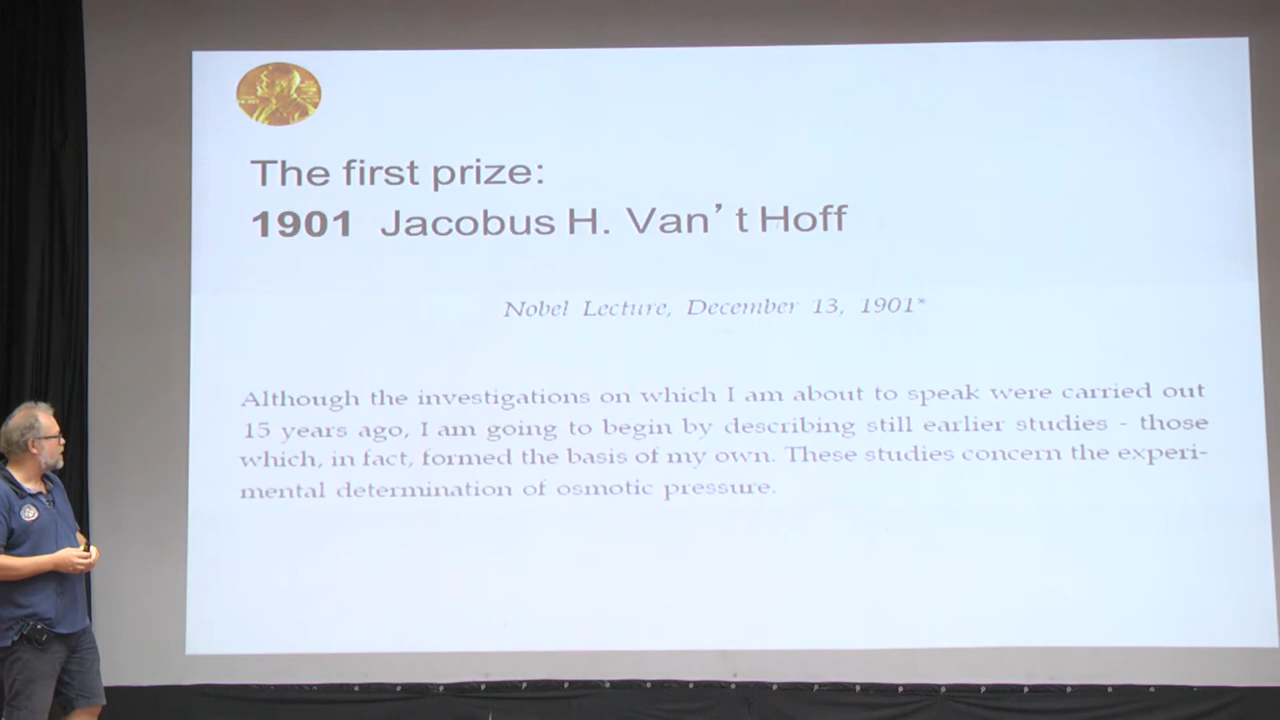 The first prize:
1901 Jacobus H. Van't Hoff
Nobel Lecture, December 13, 1901*
Although the investigations on which I am about to speak were carried out
15 years ago, I am going to begin by describing still earlier studies - those
which, in fact, formed the basis of my own. These studies concern the experi-
mental determination of osmotic pressure.